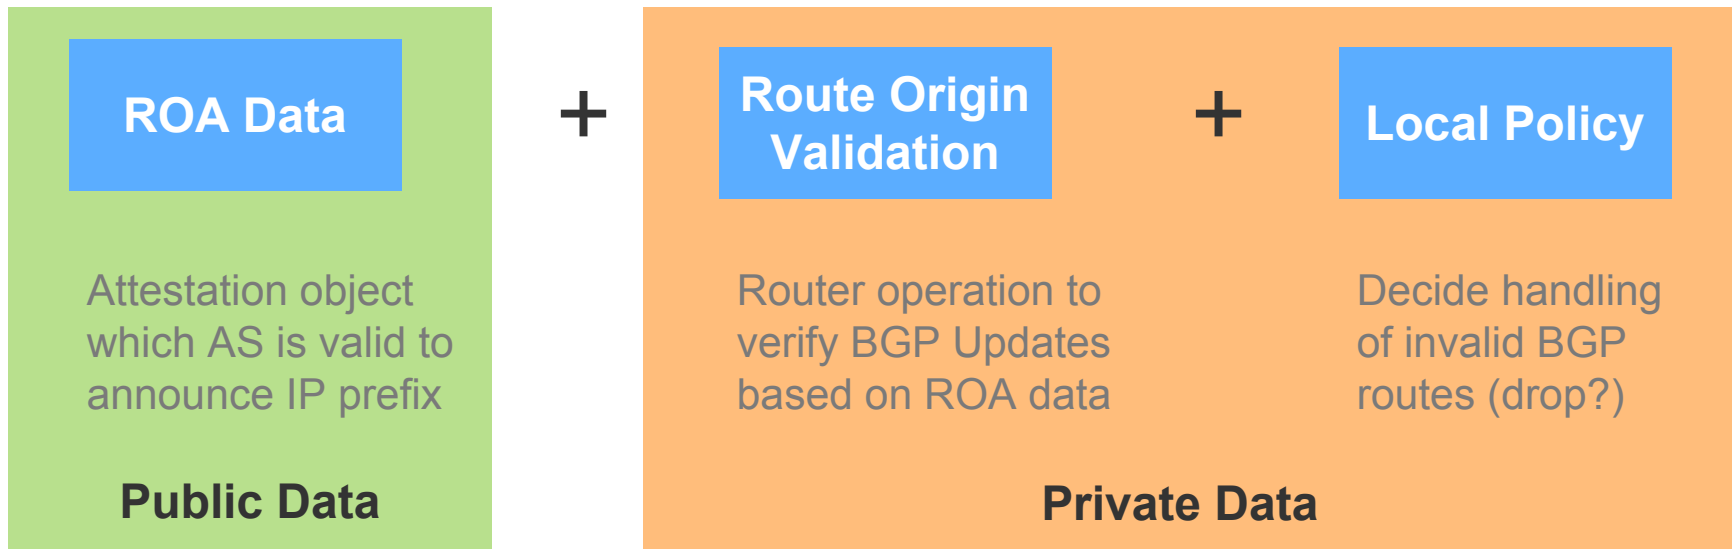 ROA Data
+
Route Origin
Validation
+
Local Policy
Attestation object
which AS is valid to
announce IP prefix
Router operation to
verify BGP Updates
based on ROA data
Decide handling
of invalid BGP
routes (drop?)
Public Data
Private Data